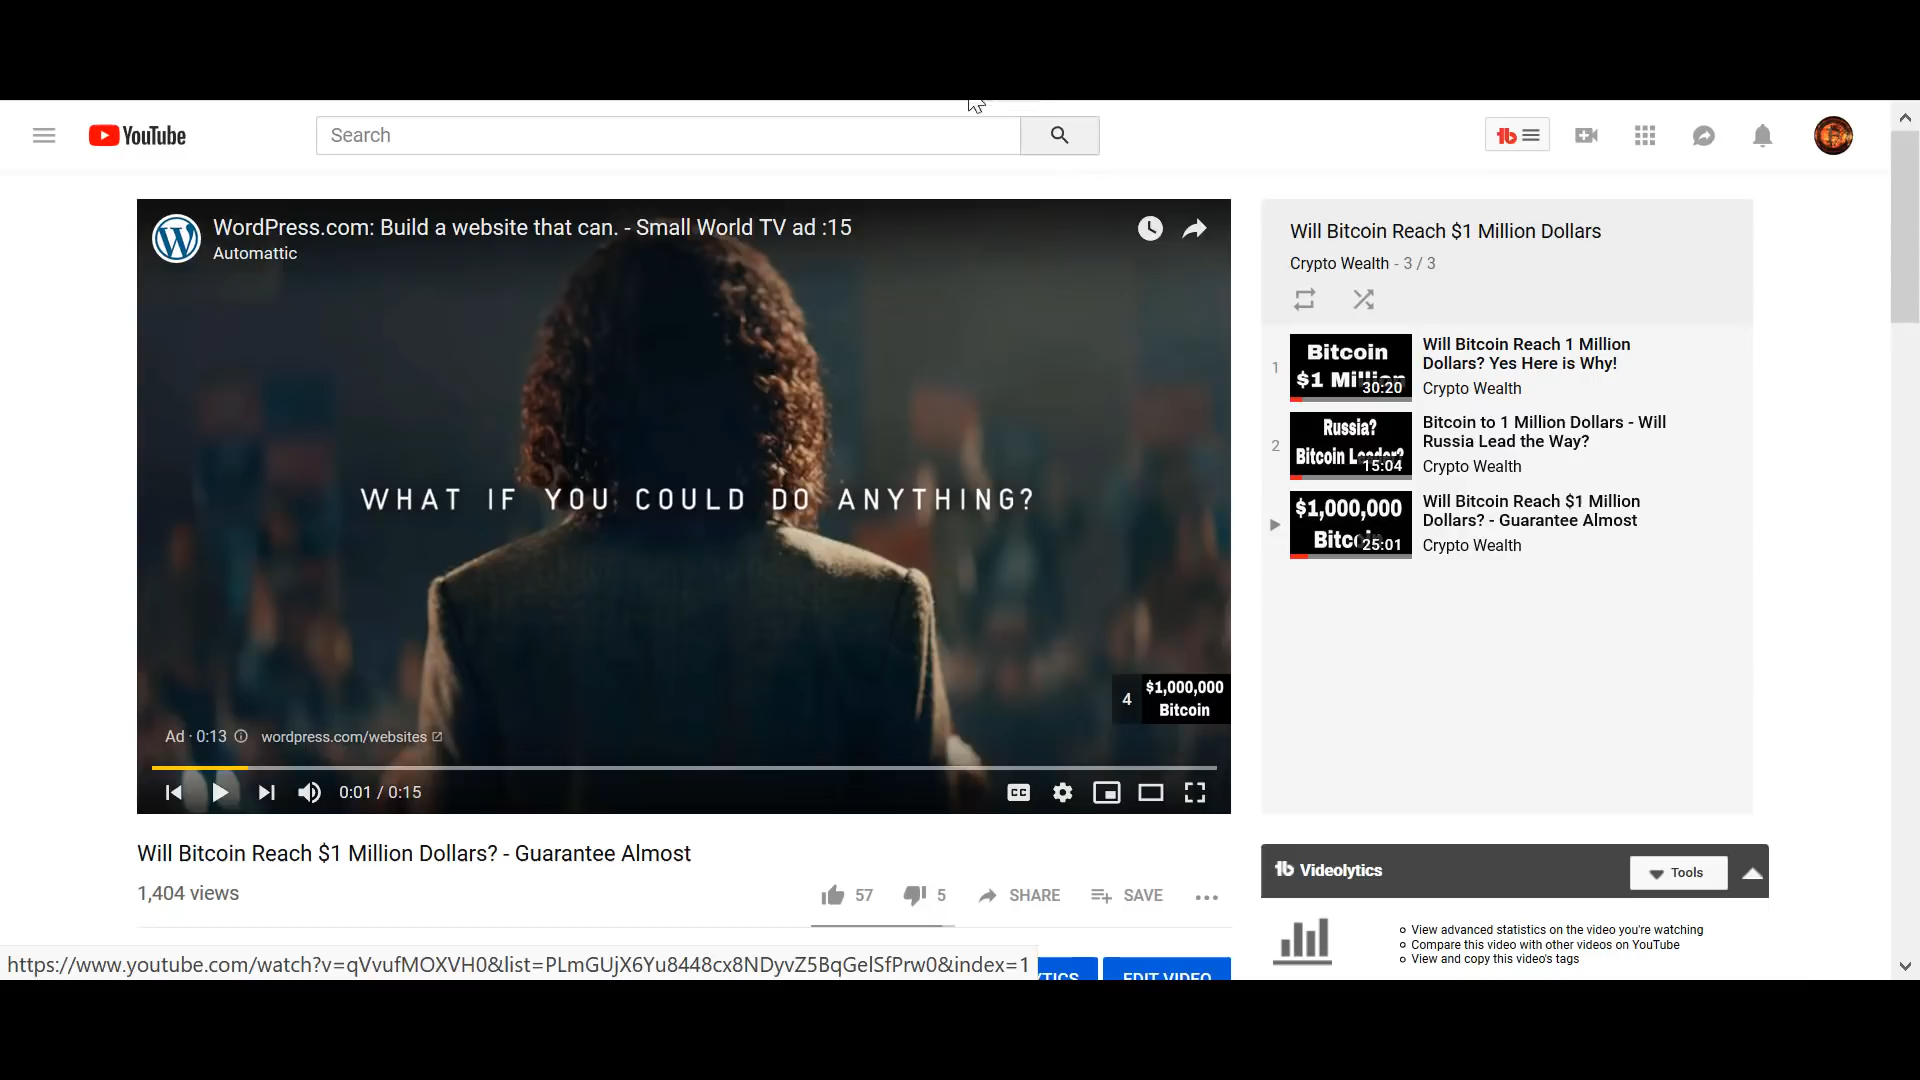 YouTube
Search
WordPress.com: Build a website that can. - Small World TV ad :15
Automattic
WHAT IF YOU COULD DO ANYTHING?
4
$1,000,000
Bitcoin
Ad · 0:13
wordpress.com/websites
0:01 / 0:15
CC
Will Bitcoin Reach $1 Million Dollars? - Guarantee Almost
1,404 views
57
5
SHARE
SAVE
https://www.youtube.com/watch?v=qVvufMOXVH0&list=PLmGUjX6Yu8448cx8NDyvZ5BqGelSfPrw0&index=1
EDIT VIDEO
Will Bitcoin Reach $1 Million Dollars
Crypto Wealth - 3 / 3
1
Bitcoin
$1 Million
30:20
Will Bitcoin Reach 1 Million
Dollars? Yes Here is Why!
Crypto Wealth
2
Russia?
Bitcoin Leader?
15:04
Bitcoin to 1 Million Dollars - Will
Russia Lead the Way?
Crypto Wealth
$1,000,000
Bitcoin
25:01
Will Bitcoin Reach $1 Million
Dollars? - Guarantee Almost
Crypto Wealth
Videolytics
Tools
View advanced statistics on the video you're watching
Compare this video with other videos on YouTube
View and copy this video's tags